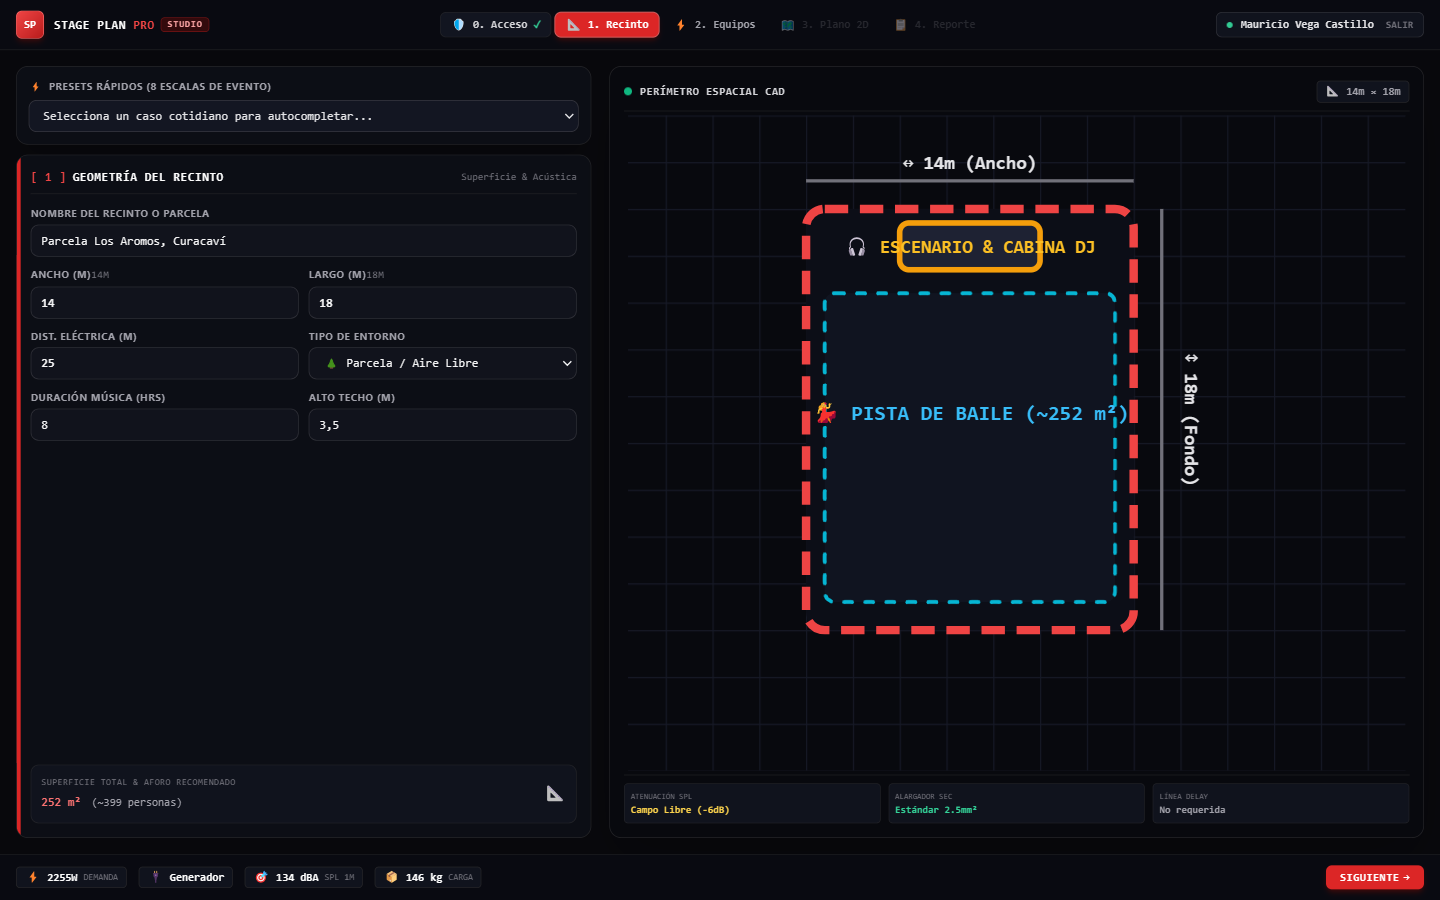 SP STAGE PLAN PRO STUDIO
0. Acceso ✓
1. Recinto
2. Equipos
3. Plano 2D
4. Reporte
Mauricio Vega Castillo SALIR
PRESETS RÁPIDOS (8 ESCALAS DE EVENTO)
Selecciona un caso cotidiano para autocompletar...
[ 1 ] GEOMETRÍA DEL RECINTO
Superficie & Acústica
NOMBRE DEL RECINTO O PARCELA
Parcela Los Aromos, Curacaví
ANCHO (M)14M
LARGO (M)18M
14
18
DIST. ELÉCTRICA (M)
TIPO DE ENTORNO
25
Parcela / Aire Libre
DURACIÓN MÚSICA (HRS)
ALTO TECHO (M)
8
3,5
SUPERFICIE TOTAL & AFORO RECOMENDADO
252 m² (~399 personas)
PERÍMETRO ESPACIAL CAD
14m × 18m
↔ 14m (Ancho)
ESCENARIO & CABINA DJ
PISTA DE BAILE (~252 m²)
↔ 18m (Fondo)
ATENUACIÓN SPL
Campo Libre (-6dB)
ALARGADOR SEC
Estándar 2.5mm²
LÍNEA DELAY
No requerida
2255W DEMANDA
Generador
134 dBA SPL 1M
146 kg CARGA
SIGUIENTE →